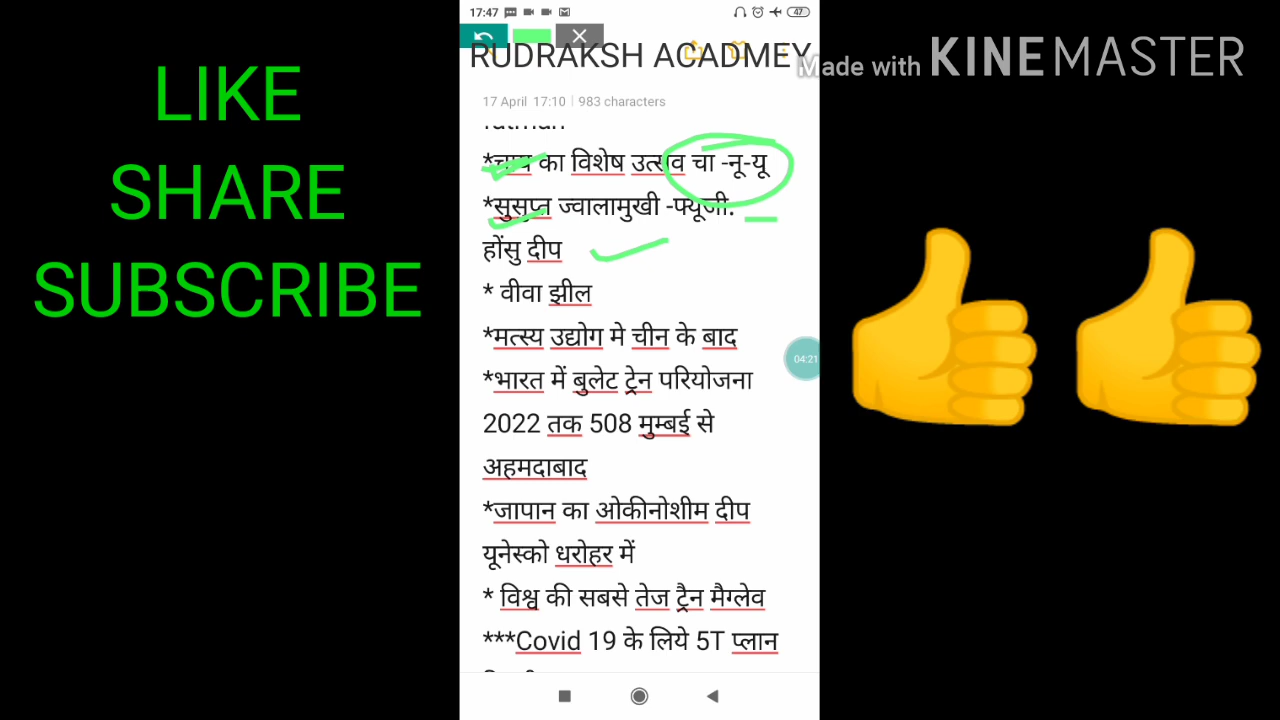 17:47
47
RUDRAKSH ACADMEY
Made with KINEMASTER
LIKE
SHARE
SUBSCRIBE
17 April 17:10 | 983 characters
*चाय का विशेष उत्सव चा -नू-यू
*सुसुप्त ज्वालामुखी -फ्यूजी.
होंसु दीप
* वीवा झील
*मत्स्य उद्योग मे चीन के बाद
*भारत में बुलेट ट्रेन परियोजना
2022 तक 508 मुम्बई से
अहमदाबाद
*जापान का ओकीनोशीम दीप
यूनेस्को धरोहर में
* विश्व की सबसे तेज ट्रैन मैग्लेव
***Covid 19 के लिये 5T प्लान
04:21